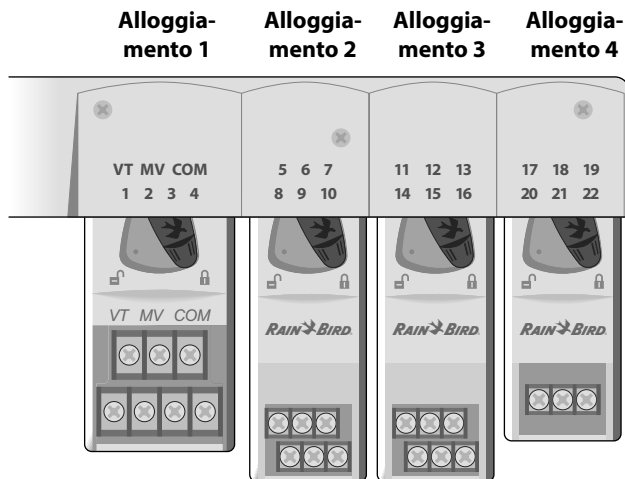 Alloggia-
mento 1
Alloggia-
mento 2
Alloggia-
mento 3
Alloggia-
mento 4
VT MV COM
1 2 3 4
5 6 7
8 9 10
11 12 13
14 15 16
17 18 19
20 21 22
VT MV COM
RAIN BIRD
RAIN BIRD
RAIN BIRD